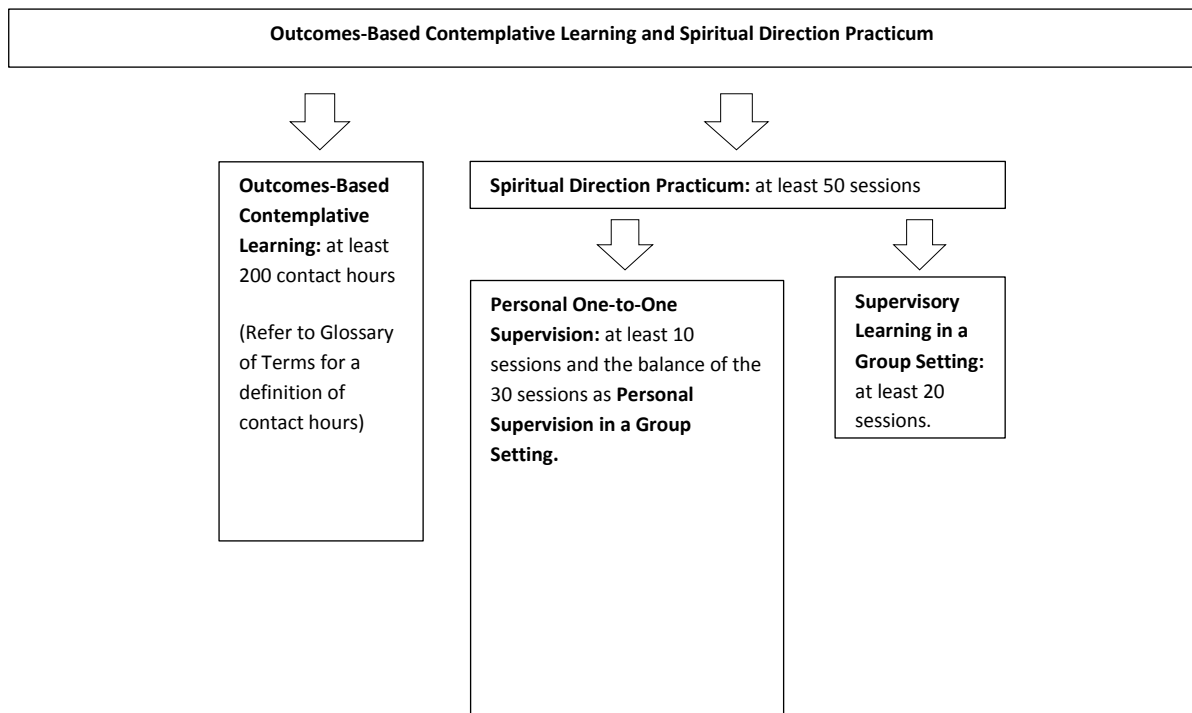 Outcomes-Based Contemplative Learning and Spiritual Direction Practicum
Outcomes-Based
Contemplative
Learning: at least
200 contact hours
(Refer to Glossary
of Terms for a
definition of
contact hours)
Spiritual Direction Practicum: at least 50 sessions
Personal One-to-One
Supervision: at least 10
sessions and the balance of the
30 sessions as Personal
Supervision in a Group
Setting.
Supervisory
Learning in a
Group Setting:
at least 20
sessions.